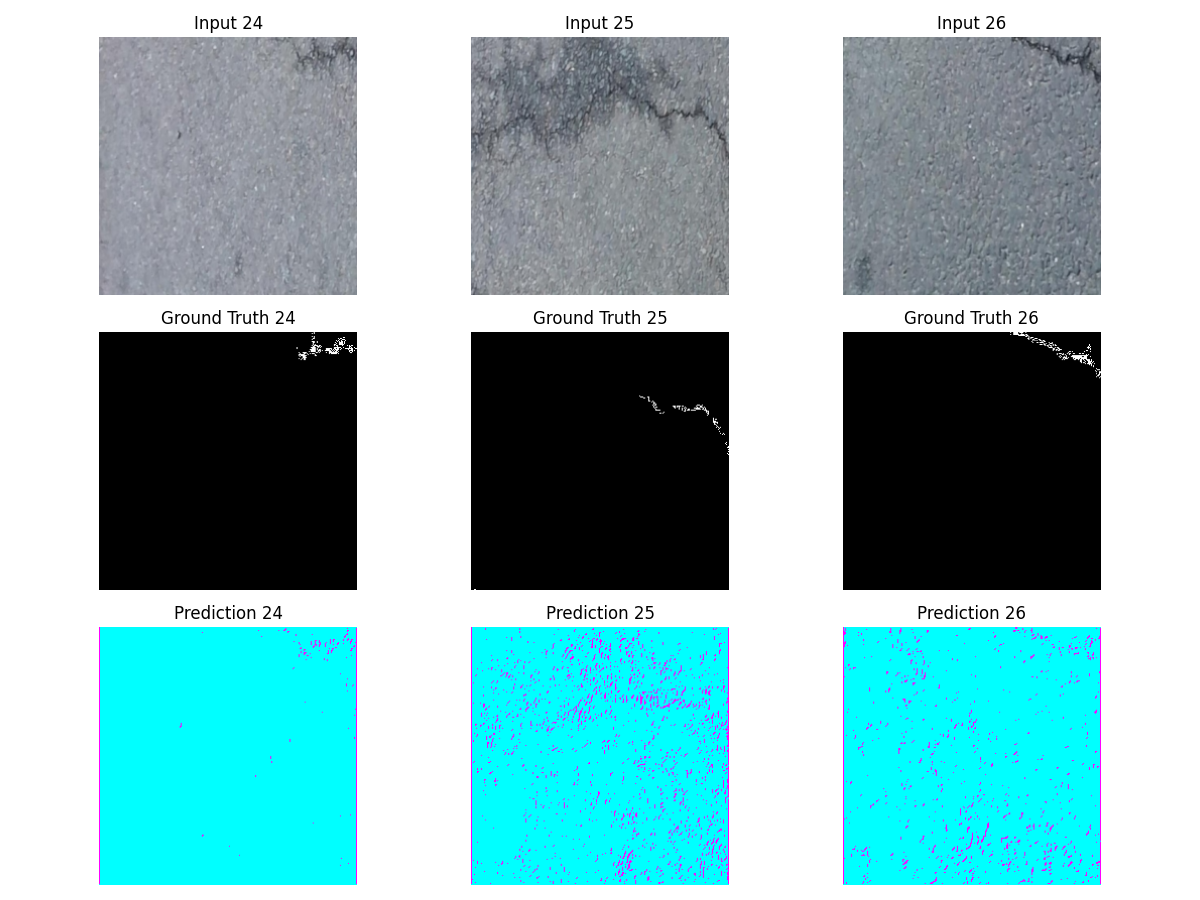 Input 24
Input 25
Input 26
Ground Truth 24
Ground Truth 25
Ground Truth 26
Prediction 24
Prediction 25
Prediction 26